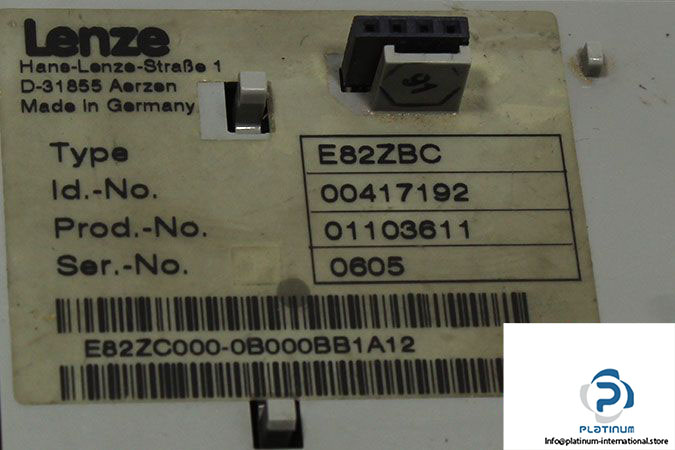 Lenze
Hans-Lenze-Straße 1
D-31855 Aerzen
Made in Germany
Type E82ZBC
Id.-No. 00417192
Prod.-No. 01103611
Ser.-No. 0605
E82ZC000-0B000BB1A12
PLATINUM
Info@platinum-international.store